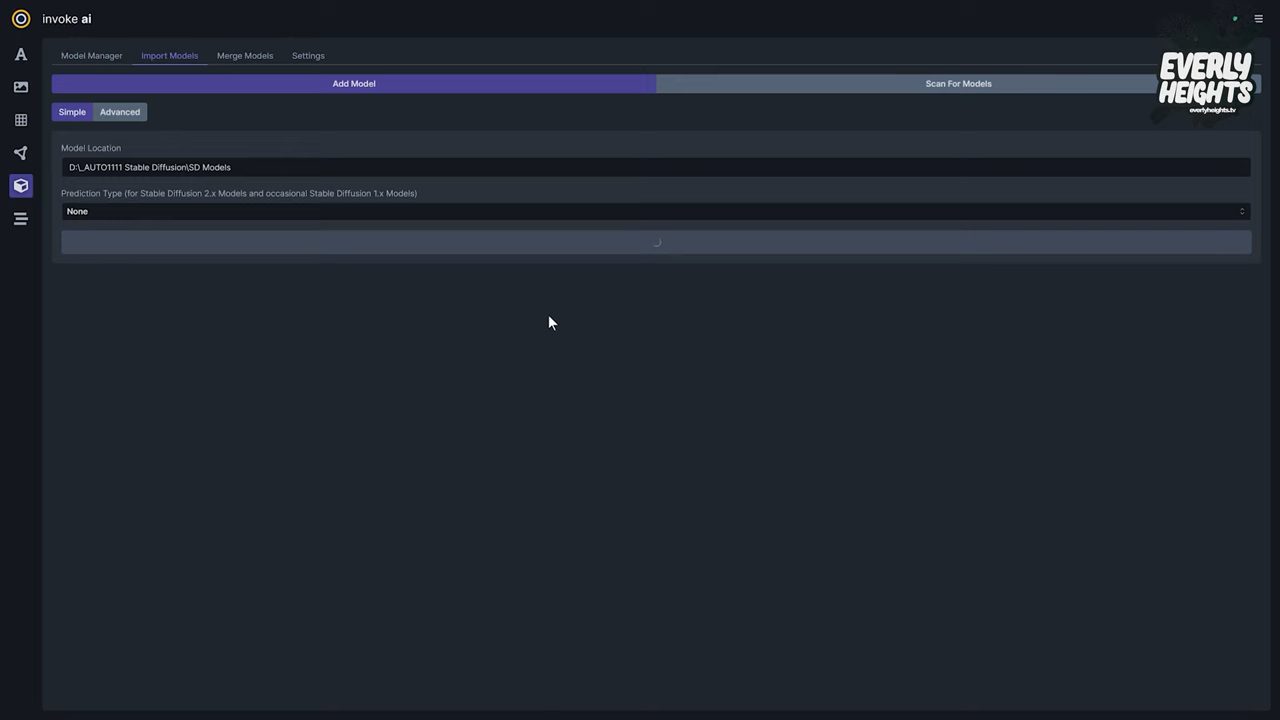 invoke ai
EVERLY
HEIGHTS
everlyheights.tv
Model Manager
Import Models
Merge Models
Settings
Add Model
Scan For Models
Simple
Advanced
Model Location
D:\_AUTO1111 Stable Diffusion\SD Models
Prediction Type (for Stable Diffusion 2.x Models and occasional Stable Diffusion 1.x Models)
None